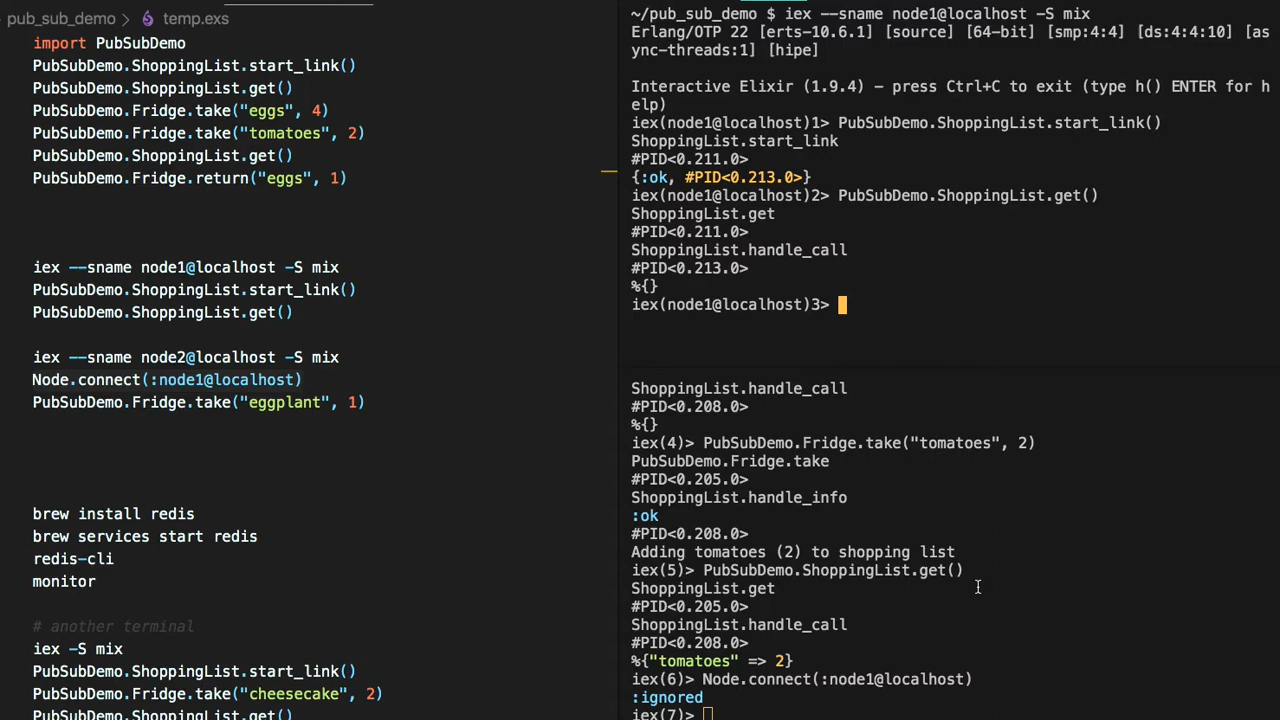 pub_sub_demo > temp.exs
import PubSubDemo
PubSubDemo.ShoppingList.start_link()
PubSubDemo.ShoppingList.get()
PubSubDemo.Fridge.take("eggs", 4)
PubSubDemo.Fridge.take("tomatoes", 2)
PubSubDemo.ShoppingList.get()
PubSubDemo.Fridge.return("eggs", 1)
iex --sname node1@localhost -S mix
PubSubDemo.ShoppingList.start_link()
PubSubDemo.ShoppingList.get()
iex --sname node2@localhost -S mix
Node.connect(:node1@localhost)
PubSubDemo.Fridge.take("eggplant", 1)
brew install redis
brew services start redis
redis-cli
monitor
# another terminal
iex -S mix
PubSubDemo.ShoppingList.start_link()
PubSubDemo.Fridge.take("cheesecake", 2)
PubSubDemo.ShoppingList.get()
~/pub_sub_demo $ iex --sname node1@localhost -S mix
Erlang/OTP 22 [erts-10.6.1] [source] [64-bit] [smp:4:4] [ds:4:4:10] [as
ync-threads:1] [hipe]
Interactive Elixir (1.9.4) - press Ctrl+C to exit (type h() ENTER for h
elp)
iex(node1@localhost)1> PubSubDemo.ShoppingList.start_link()
ShoppingList.start_link
#PID<0.211.0>
{:ok, #PID<0.213.0>}
iex(node1@localhost)2> PubSubDemo.ShoppingList.get()
ShoppingList.get
#PID<0.211.0>
ShoppingList.handle_call
#PID<0.213.0>
%{}
iex(node1@localhost)3>
ShoppingList.handle_call
#PID<0.208.0>
%{}
iex(4)> PubSubDemo.Fridge.take("tomatoes", 2)
PubSubDemo.Fridge.take
#PID<0.205.0>
ShoppingList.handle_info
:ok
#PID<0.208.0>
Adding tomatoes (2) to shopping list
iex(5)> PubSubDemo.ShoppingList.get()
ShoppingList.get
#PID<0.205.0>
ShoppingList.handle_call
#PID<0.208.0>
%{"tomatoes" => 2}
iex(6)> Node.connect(:node1@localhost)
:ignored
iex(7)>